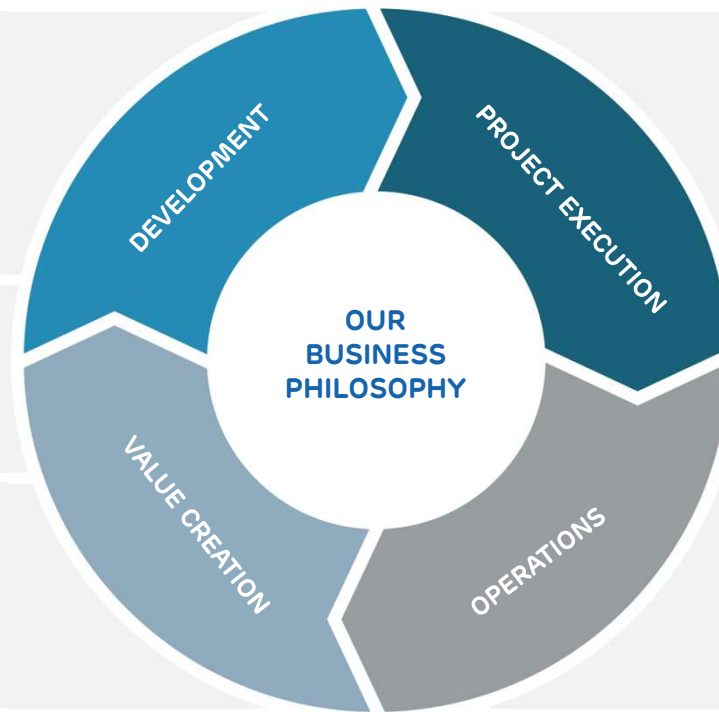 DEVELOPMENT
PROJECT EXECUTION
OUR
BUSINESS
PHILOSOPHY
VALUE CREATION
OPERATIONS